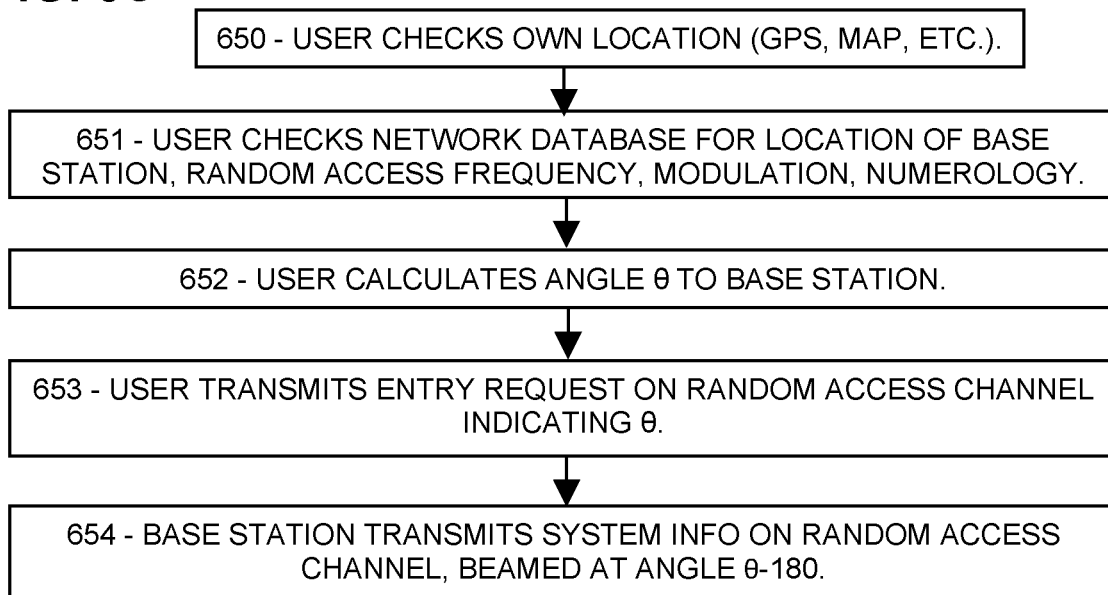 650 - USER CHECKS OWN LOCATION (GPS, MAP, ETC.).
651 - USER CHECKS NETWORK DATABASE FOR LOCATION OF BASE
STATION, RANDOM ACCESS FREQUENCY, MODULATION, NUMEROLOGY.
652 - USER CALCULATES ANGLE θ TO BASE STATION.
653 - USER TRANSMITS ENTRY REQUEST ON RANDOM ACCESS CHANNEL
INDICATING θ.
654 - BASE STATION TRANSMITS SYSTEM INFO ON RANDOM ACCESS
CHANNEL, BEAMED AT ANGLE θ-180.